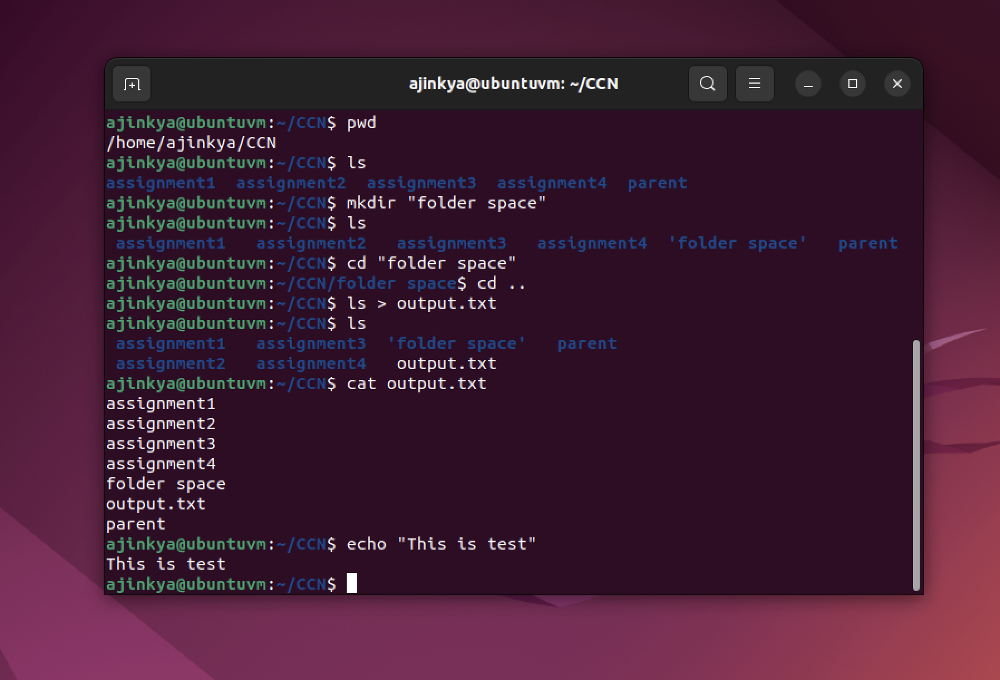 ajinkya@ubuntuvm: ~/CCN
ajinkya@ubuntuvm:~/CCN$ pwd
/home/ajinkya/CCN
ajinkya@ubuntuvm:~/CCN$ ls
assignment1  assignment2  assignment3  assignment4  parent
ajinkya@ubuntuvm:~/CCN$ mkdir "folder space"
ajinkya@ubuntuvm:~/CCN$ ls
 assignment1   assignment2   assignment3   assignment4  'folder space'   parent
ajinkya@ubuntuvm:~/CCN$ cd "folder space"
ajinkya@ubuntuvm:~/CCN/folder space$ cd ..
ajinkya@ubuntuvm:~/CCN$ ls > output.txt
ajinkya@ubuntuvm:~/CCN$ ls
 assignment1   assignment3  'folder space'   parent
 assignment2   assignment4   output.txt
ajinkya@ubuntuvm:~/CCN$ cat output.txt
assignment1
assignment2
assignment3
assignment4
folder space
output.txt
parent
ajinkya@ubuntuvm:~/CCN$ echo "This is test"
This is test
ajinkya@ubuntuvm:~/CCN$